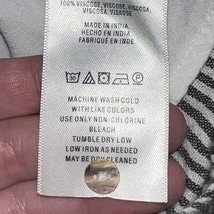 100% VISCOSE, VISCOSE,
VISCOSE, VISCOSA
MADE IN INDIA
HECHO EN INDIA
FABRIQUÉ EN INDE
MACHINE WASH COLD
WITH LIKE COLORS
USE ONLY NON-CHLORINE
BLEACH
TUMBLE DRY LOW
LOW IRON AS NEEDED
MAY BE DRY CLEANED